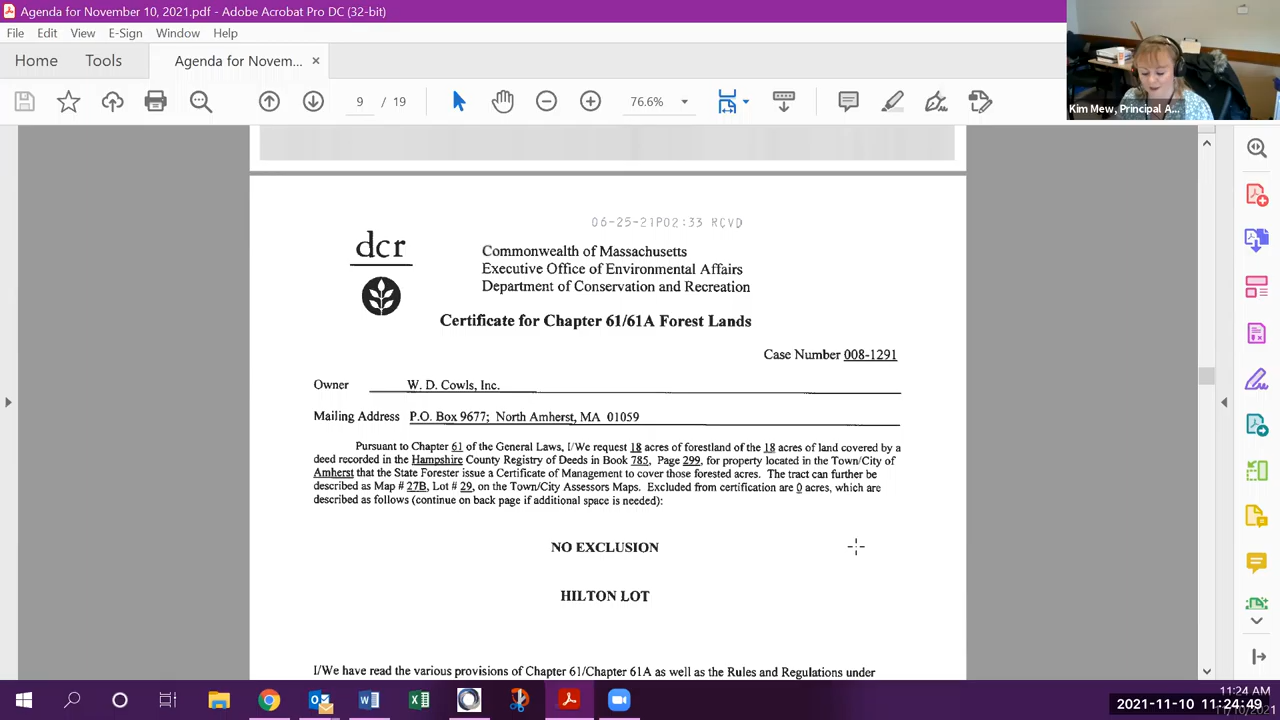 Agenda for November 10, 2021.pdf - Adobe Acrobat Pro DC (32-bit)
File Edit View E-Sign Window Help
Home Tools Agenda for Novem... ×
9 / 19 76.6%
Kim Mew, Principal A...
06-25-21P02:33 RCVD
dcr
Commonwealth of Massachusetts
Executive Office of Environmental Affairs
Department of Conservation and Recreation
Certificate for Chapter 61/61A Forest Lands
Case Number 008-1291
Owner W. D. Cowls, Inc.
Mailing Address P.O. Box 9677; North Amherst, MA 01059
Pursuant to Chapter 61 of the General Laws, I/We request 18 acres of forestland of the 18 acres of land covered by a
deed recorded in the Hampshire County Registry of Deeds in Book 785, Page 299, for property located in the Town/City of
Amherst that the State Forester issue a Certificate of Management to cover those forested acres. The tract can further be
described as Map # 27B, Lot # 29, on the Town/City Assessors Maps. Excluded from certification are 0 acres, which are
described as follows (continue on back page if additional space is needed):
NO EXCLUSION
HILTON LOT
I/We have read the various provisions of Chapter 61/Chapter 61A as well as the Rules and Regulations under
11:24 AM
2021-11-10 11:24:49